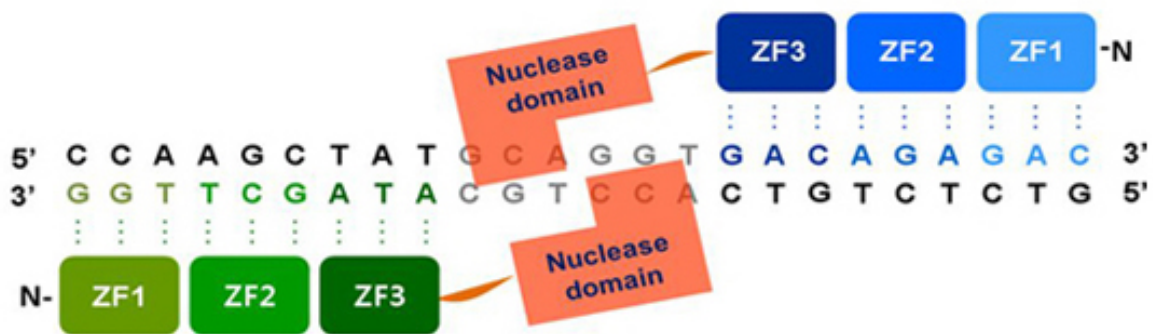 ZF3 ZF2 ZF1 -N
Nuclease
domain
5’ C C A A G C T A T G C A G G T G A C A G A G A C 3’
3’ G G T T C G A T A C G T C C A C T G T C T C T G 5’
Nuclease
domain
N- ZF1 ZF2 ZF3